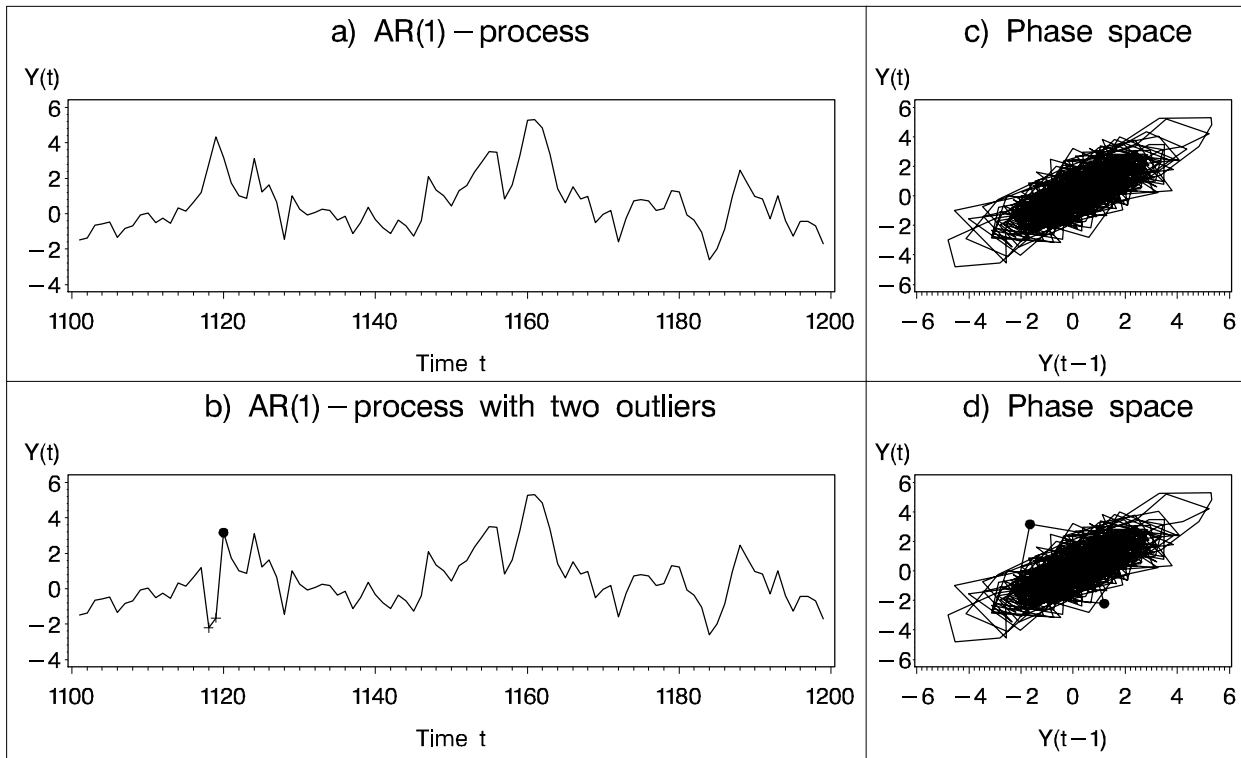 a) AR(1)−process
Y(t)
6
4
2
0
−2
−4
1100 1120 1140 1160 1180 1200
Time t
c) Phase space
Y(t)
6
4
2
0
−2
−4
−6
−6 −4 −2 0 2 4 6
Y(t−1)
b) AR(1)−process with two outliers
Y(t)
6
4
2
0
−2
−4
1100 1120 1140 1160 1180 1200
Time t
d) Phase space
Y(t)
6
4
2
0
−2
−4
−6
−6 −4 −2 0 2 4 6
Y(t−1)